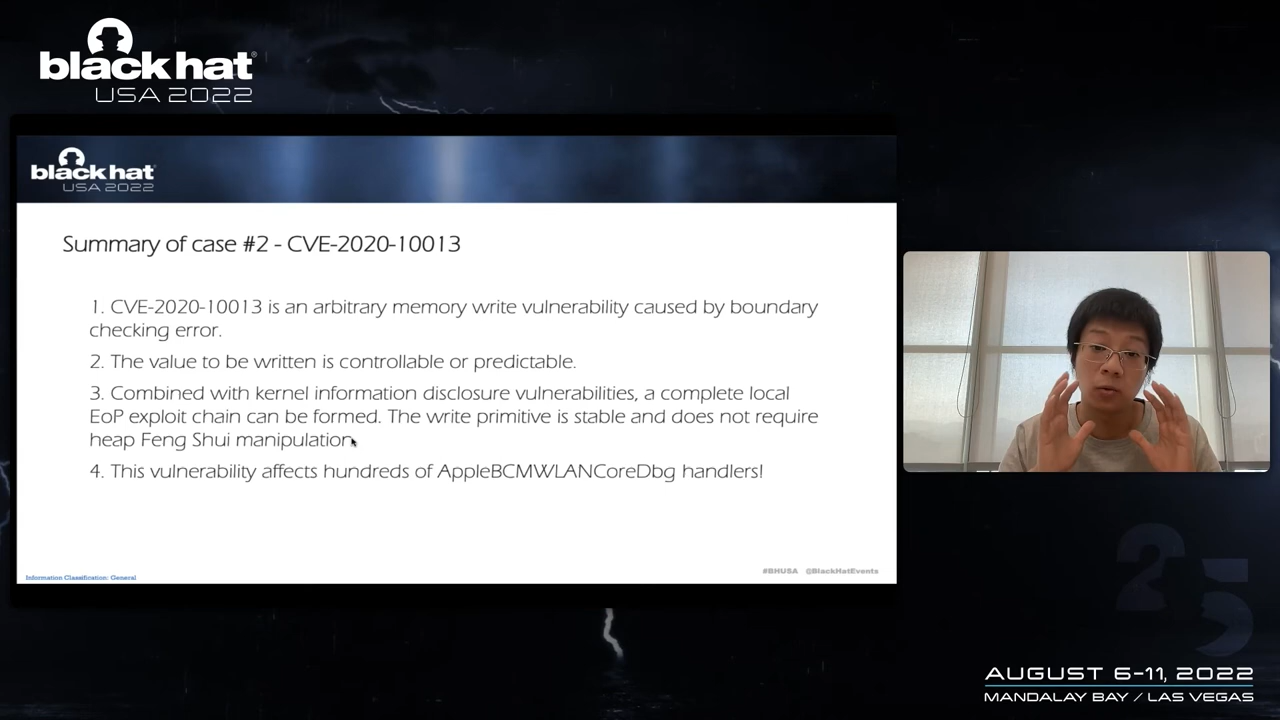 black hat®
USA 2022
black hat®
USA 2022
Summary of case #2 - CVE-2020-10013
1. CVE-2020-10013 is an arbitrary memory write vulnerability caused by boundary
checking error.
2. The value to be written is controllable or predictable.
3. Combined with kernel information disclosure vulnerabilities, a complete local
EoP exploit chain can be formed. The write primitive is stable and does not require
heap Feng Shui manipulation.
4. This vulnerability affects hundreds of AppleBCMWLANCoreDbg handlers!
Information Classification: General
#BHUSA @BlackHatEvents
25
AUGUST 6-11, 2022
MANDALAY BAY / LAS VEGAS